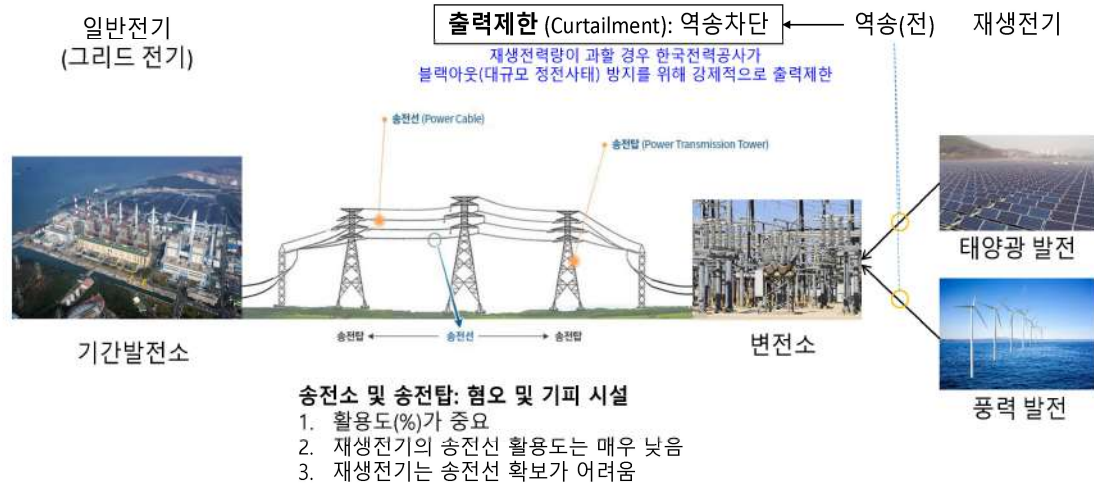 일반전기
(그리드 전기)
출력제한 (Curtailment): 역송차단
역송(전)
재생전기
재생전력량이 과할 경우 한국전력공사가
블랙아웃(대규모 정전사태) 방지를 위해 강제적으로 출력제한
송전선 (Power Cable)
송전탑 (Power Transmission Tower)
태양광 발전
송전탑
송전선
송전탑
기간발전소
변전소
풍력 발전
송전소 및 송전탑: 혐오 및 기피 시설
1. 활용도(%)가 중요
2. 재생전기의 송전선 활용도는 매우 낮음
3. 재생전기는 송전선 확보가 어려움